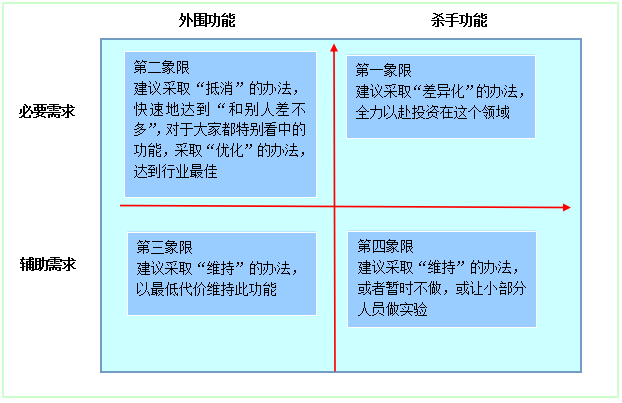 外围功能
杀手功能
必要需求
第二象限
建议采取“抵消”的办法，
快速地达到“和别人差不
多”，对于大家都特别看中的
功能，采取“优化”的办法，
达到行业最佳
第一象限
建议采取“差异化”的办法，
全力以赴投资在这个领域
辅助需求
第三象限
建议采取“维持”的办法，
以最低代价维持此功能
第四象限
建议采取“维持”的办法，
或者暂时不做，或让小部分
人员做实验